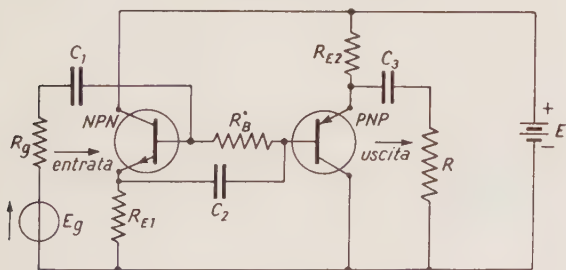 C1
RE2
C3
NPN
R°B
PNP
+
E
−
Rg
entrata
uscita
R
C2
Eg
RE1